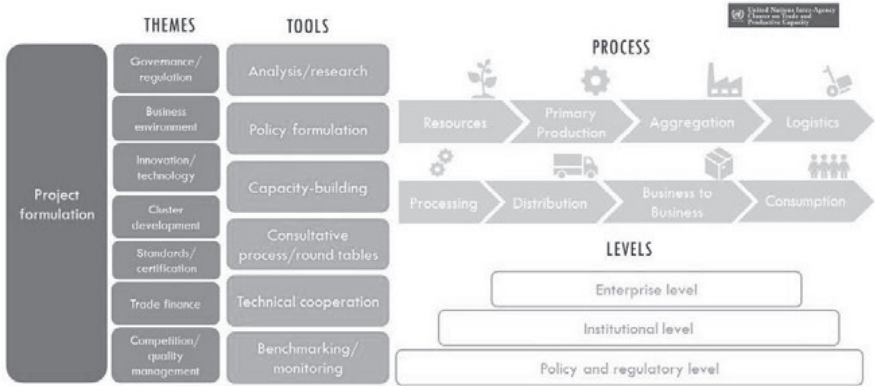 United Nations Inter-Agency
Cluster on Trade and
Productive Capacity
THEMES
TOOLS
PROCESS
Project
formulation
Governance/
regulation
Business
environment
Innovation/
technology
Cluster
development
Standards/
certification
Trade finance
Competition/
quality
management
Analysis/research
Policy formulation
Capacity-building
Consultative
process/round tables
Technical cooperation
Benchmarking/
monitoring
Resources
Primary
Production
Aggregation
Logistics
Processing
Distribution
Business to
Business
Consumption
LEVELS
Enterprise level
Institutional level
Policy and regulatory level